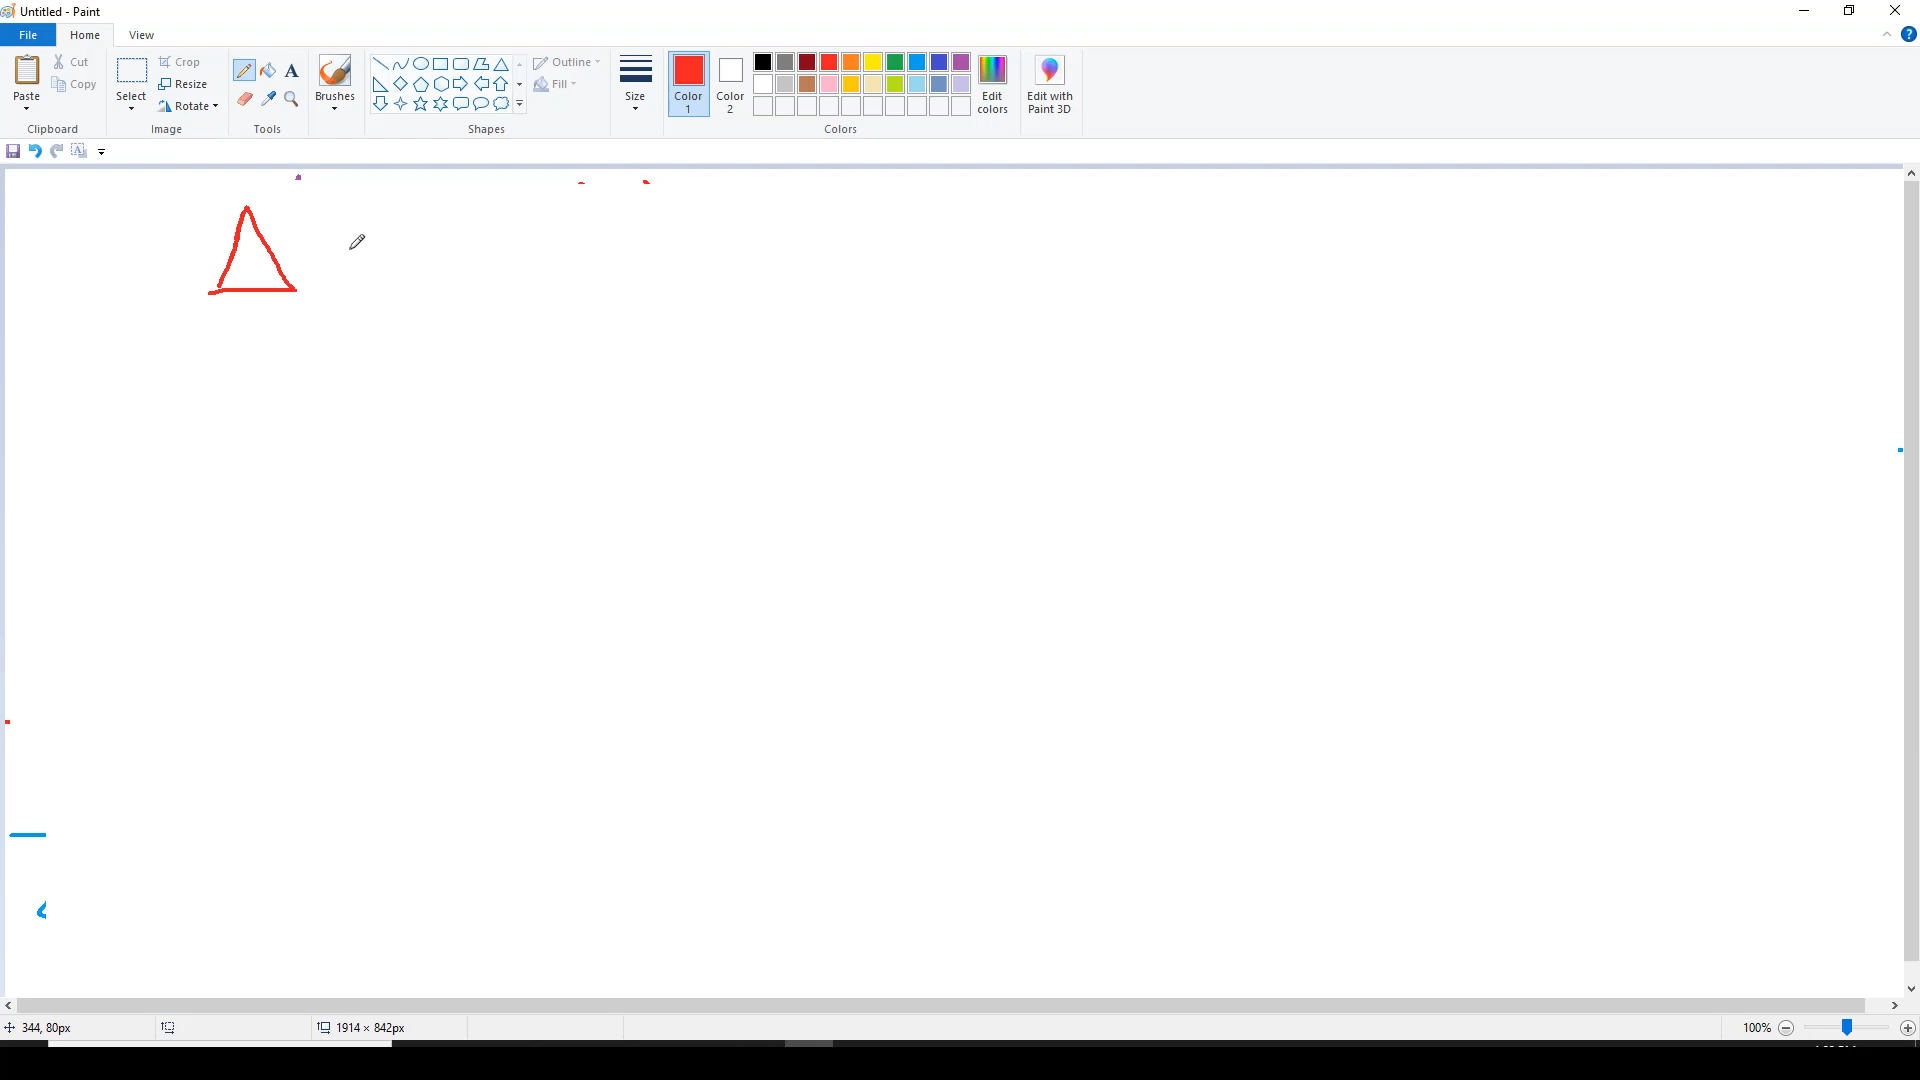 Untitled - Paint
File Home View
Paste
Cut
Copy
Clipboard
Select
Crop
Resize
Rotate
Image
Tools
Brushes
Shapes
Outline
Fill
Size
Color 1
Color 2
Colors
Edit colors
Edit with Paint 3D
344, 80px
1914 × 842px
100%